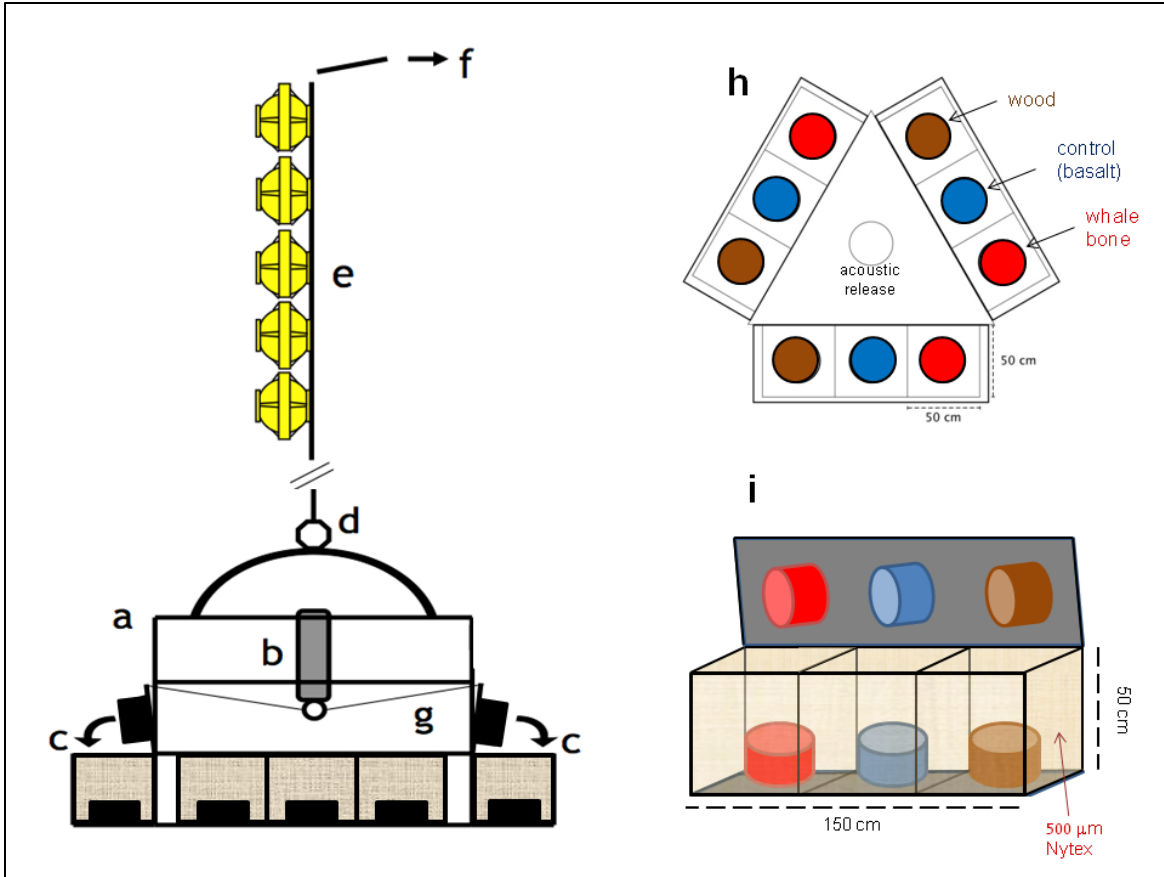 f
e
d
a
b
g
c
c
h
wood
control
(basalt)
whale
bone
acoustic
release
50 cm
50 cm
i
50 cm
150 cm
500 µm
Nytex